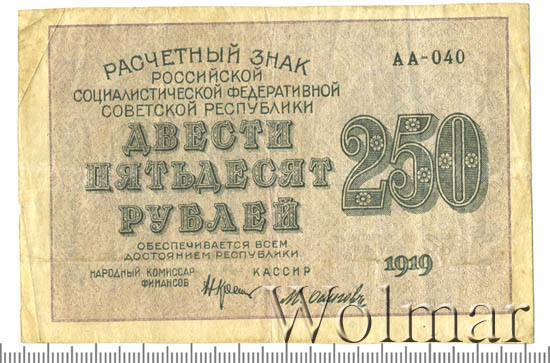 РАСЧЕТНЫЙ ЗНАК
РОССИЙСКОЙ
СОЦИАЛИСТИЧЕСКОЙ ФЕДЕРАТИВНОЙ
СОВЕТСКОЙ РЕСПУБЛИКИ
АА-040
ДВЕСТИ
ПЯТЬДЕСЯТ
РУБЛЕЙ
250
ОБЕСПЕЧИВАЕТСЯ ВСЕМ
ДОСТОЯНИЕМ РЕСПУБЛИКИ
НАРОДНЫЙ КОМИССАР
ФИНАНСОВ
КАССИР
1919
Wolmar